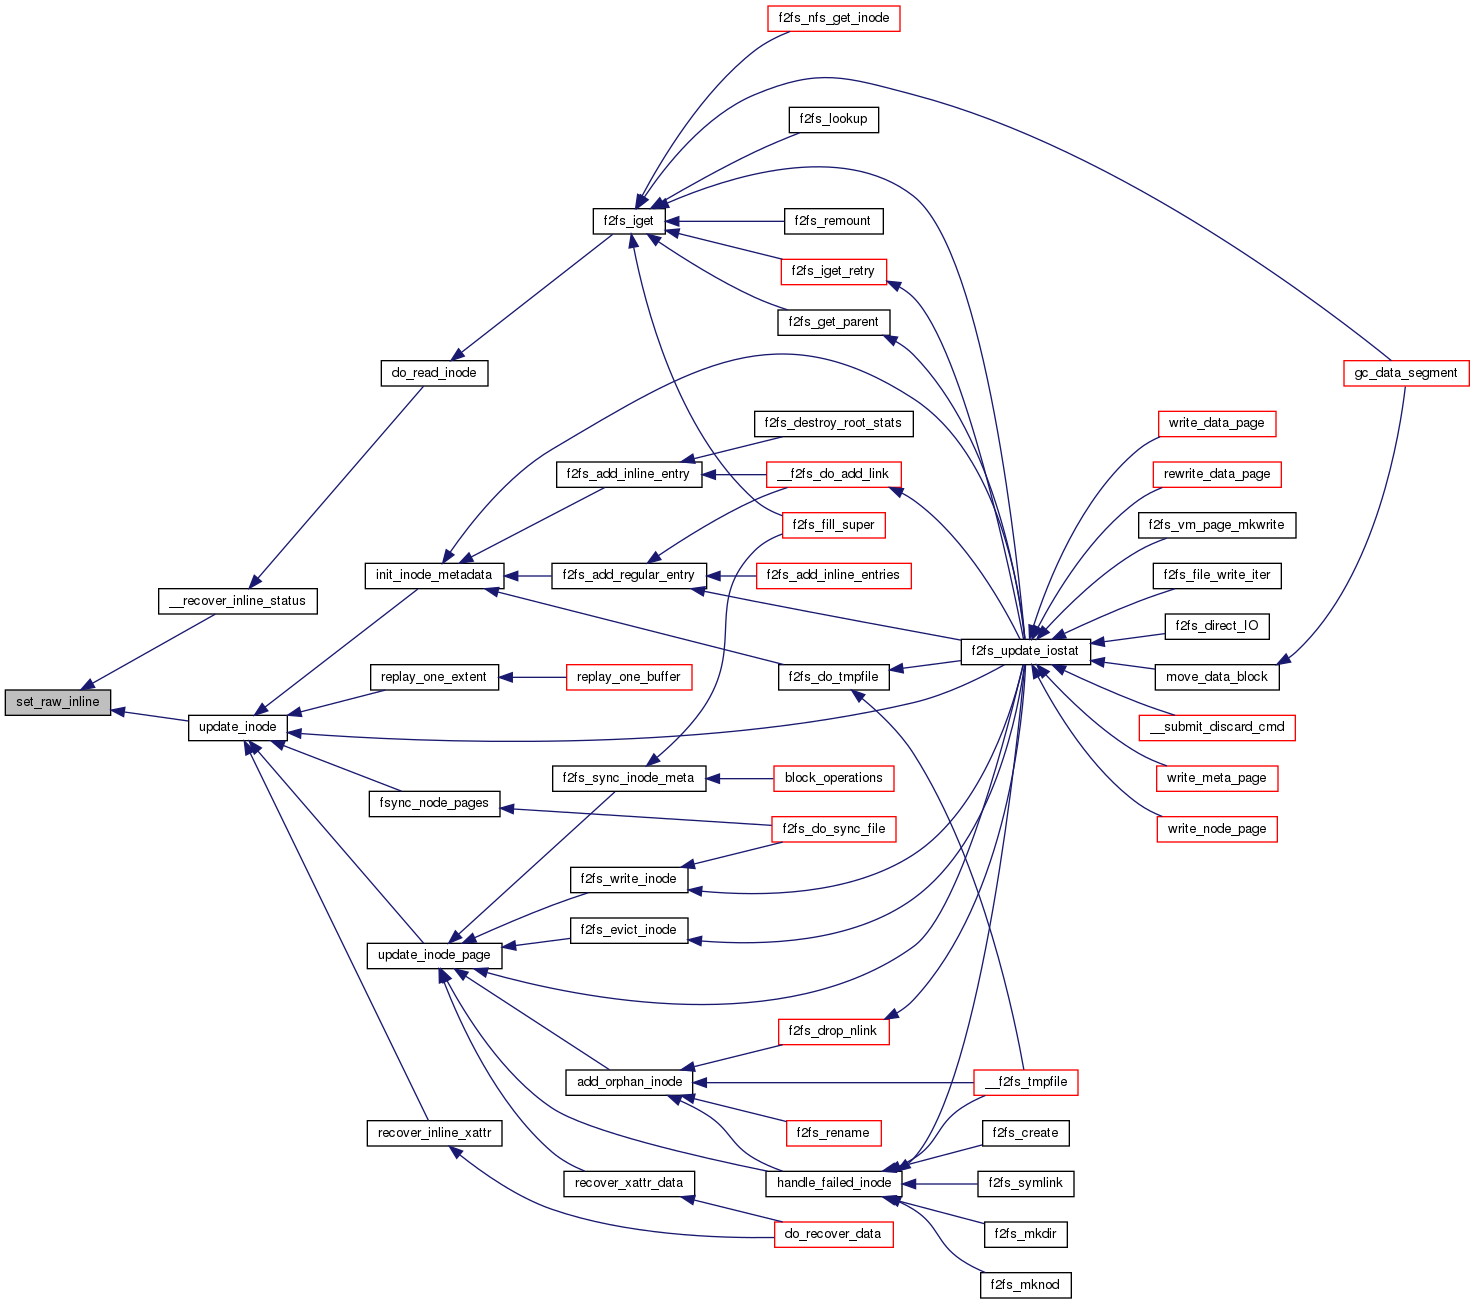 f2fs_nfs_get_inode
f2fs_lookup
f2fs_iget
f2fs_remount
f2fs_iget_retry
f2fs_get_parent
do_read_inode
gc_data_segment
f2fs_destroy_root_stats
write_data_page
f2fs_add_inline_entry
__f2fs_do_add_link
rewrite_data_page
f2fs_fill_super
f2fs_vm_page_mkwrite
init_inode_metadata
f2fs_add_regular_entry
f2fs_add_inline_entries
f2fs_file_write_iter
__recover_inline_status
f2fs_direct_IO
f2fs_update_iostat
replay_one_extent
replay_one_buffer
f2fs_do_tmpfile
move_data_block
set_raw_inline
update_inode
__submit_discard_cmd
f2fs_sync_inode_meta
block_operations
write_meta_page
fsync_node_pages
f2fs_do_sync_file
write_node_page
f2fs_write_inode
f2fs_evict_inode
update_inode_page
f2fs_drop_nlink
add_orphan_inode
__f2fs_tmpfile
recover_inline_xattr
f2fs_rename
f2fs_create
recover_xattr_data
handle_failed_inode
f2fs_symlink
do_recover_data
f2fs_mkdir
f2fs_mknod